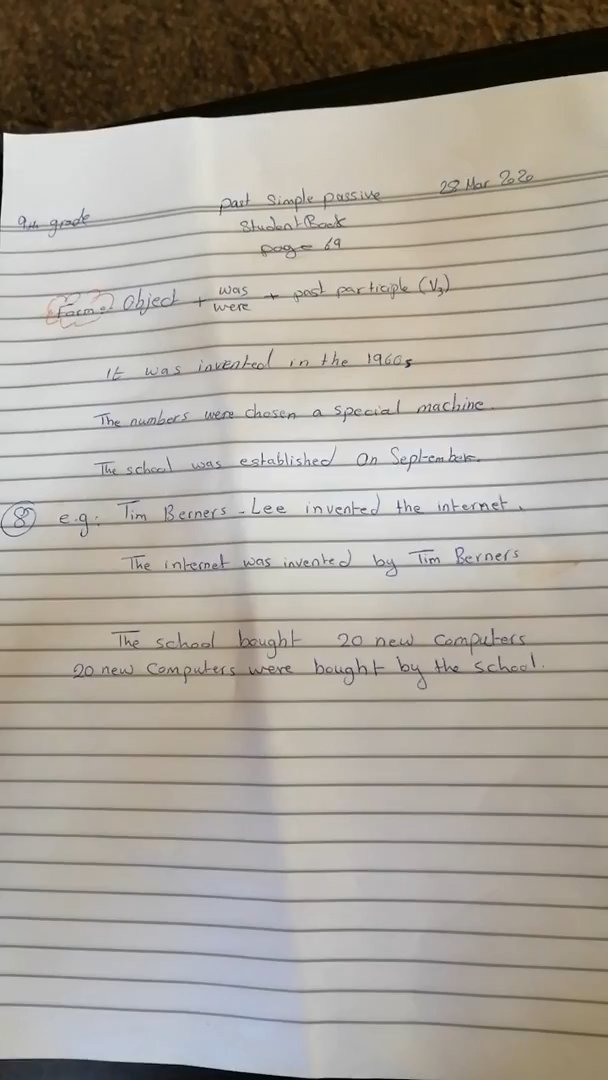 past simple passive 29 Mar 2020
9th grade
Student Book
page 69
Form: Object + was were + past participle (V3)
It was invented in the 1960s
The numbers were chosen a special machine.
The school was established on September.
8 e.g: Tim Berners-Lee invented the internet.
The internet was invented by Tim Berners
The school bought 20 new computers
20 new computers were bought by the school.